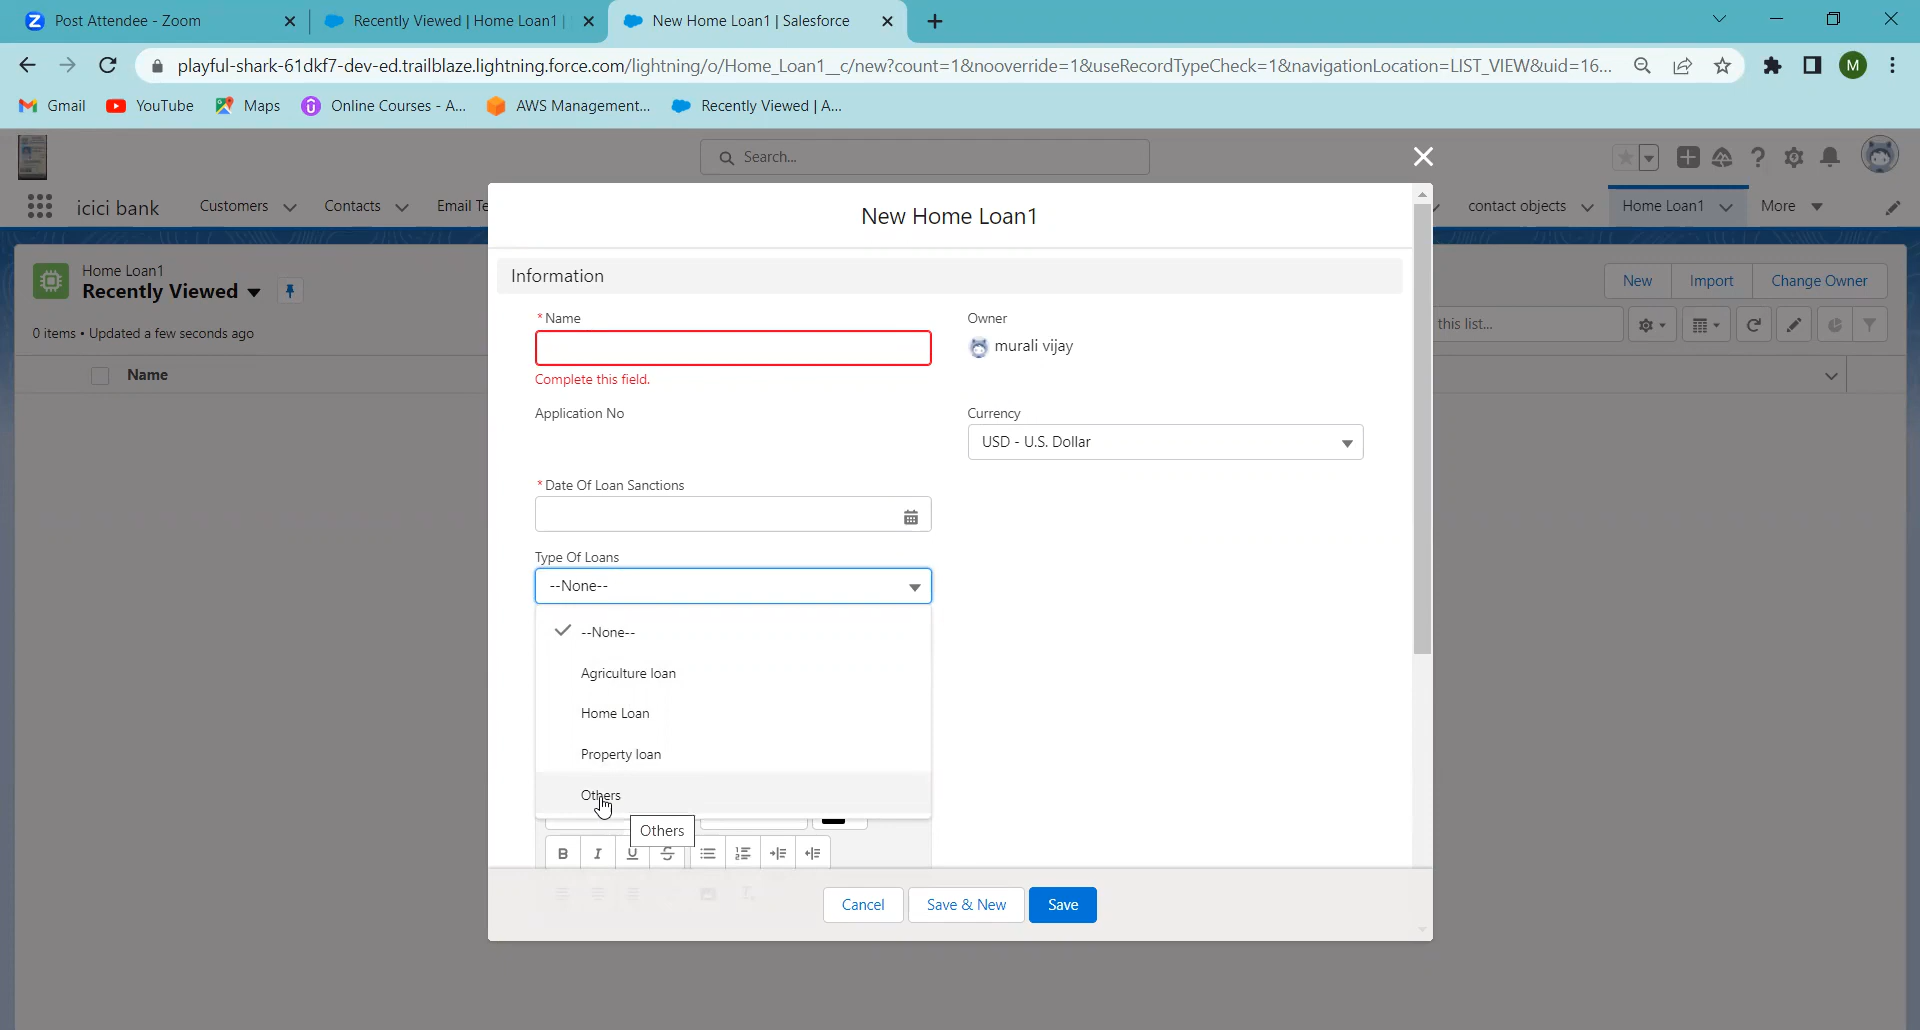 Post Attendee - Zoom
Recently Viewed | Home Loan1 |
New Home Loan1 | Salesforce
playful-shark-61dkf7-dev-ed.trailblaze.lightning.force.com/lightning/o/Home_Loan1__c/new?count=1&nooverride=1&useRecordTypeCheck=1&navigationLocation=LIST_VIEW&uid=16...
M
Gmail
YouTube
Maps
Online Courses - A...
AWS Management...
Recently Viewed | A...
Search...
icici bank
Customers
Contacts
Email Te
contact objects
Home Loan1
More
New Home Loan1
Home Loan1
Recently Viewed
New
Import
Change Owner
0 items • Updated a few seconds ago
this list...
Name
Information
* Name
Complete this field.
Owner
murali vijay
Application No
Currency
USD - U.S. Dollar
* Date Of Loan Sanctions
Type Of Loans
--None--
--None--
Agriculture loan
Home Loan
Property loan
Others
Others
B I U S
Cancel
Save & New
Save